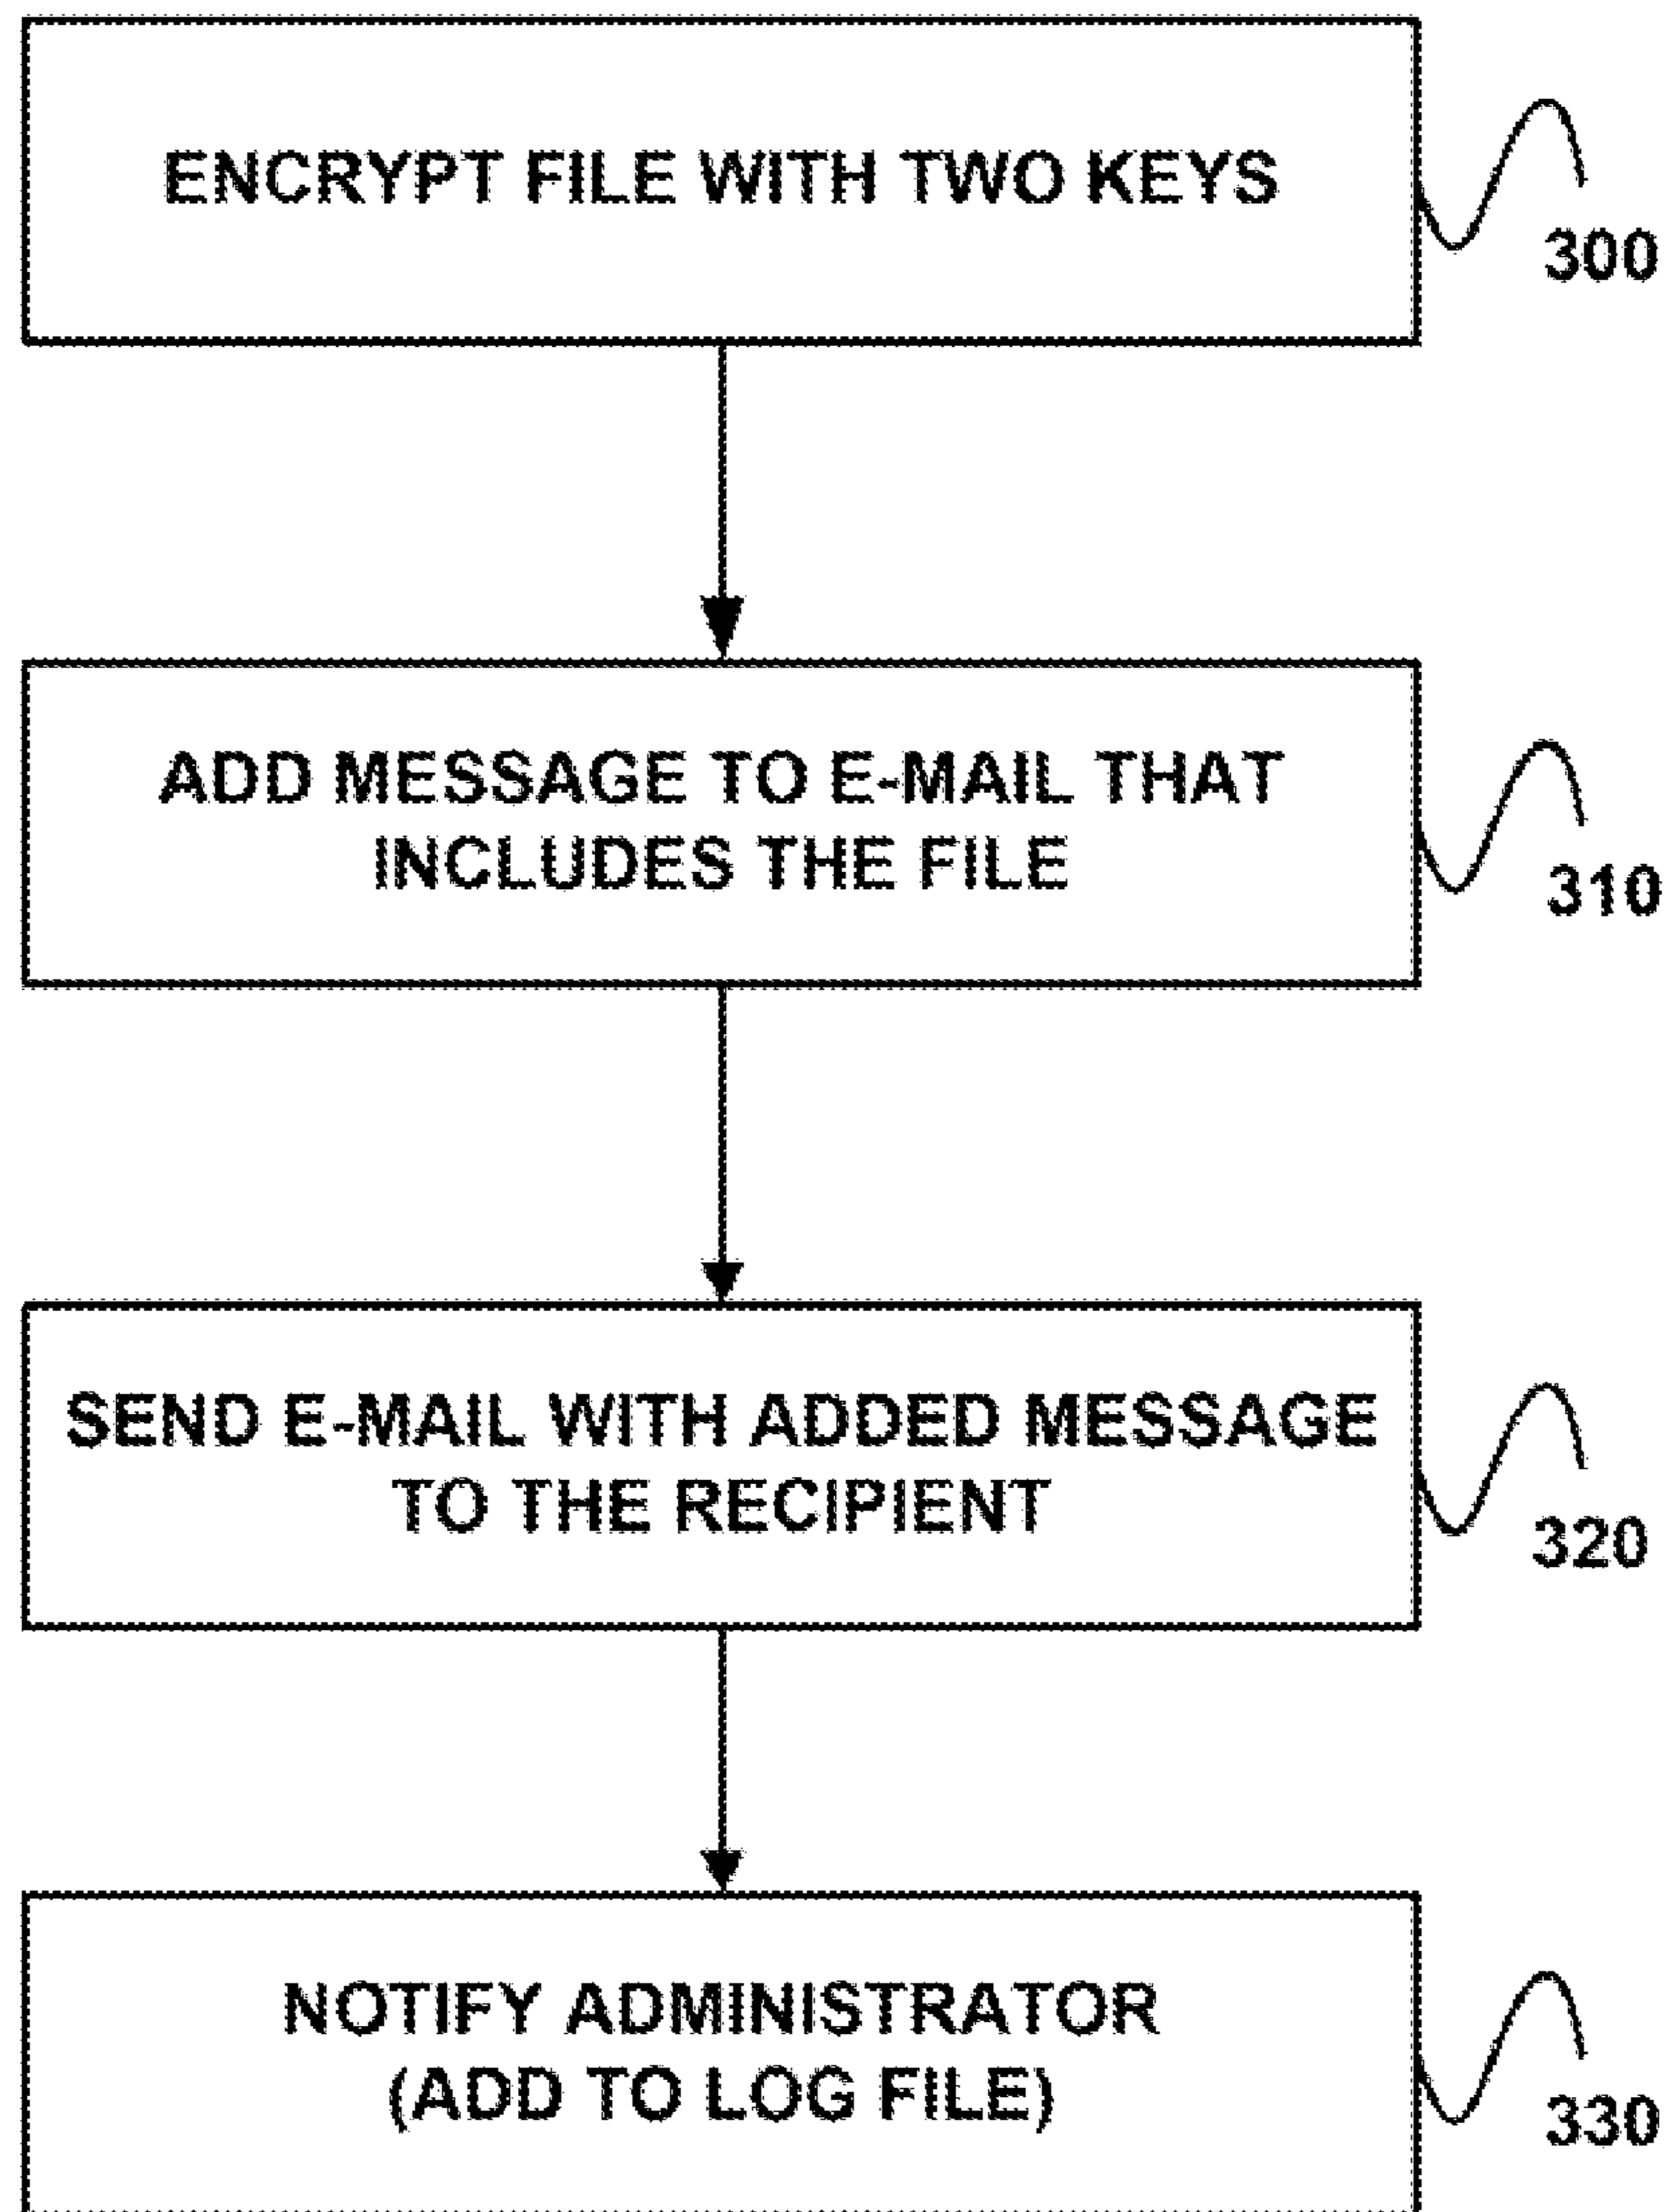 ENCRYPT FILE WITH TWO KEYS
300
ADD MESSAGE TO E-MAIL THAT
INCLUDES THE FILE
310
SEND E-MAIL WITH ADDED MESSAGE
TO THE RECIPIENT
320
NOTIFY ADMINISTRATOR
(ADD TO LOG FILE)
330